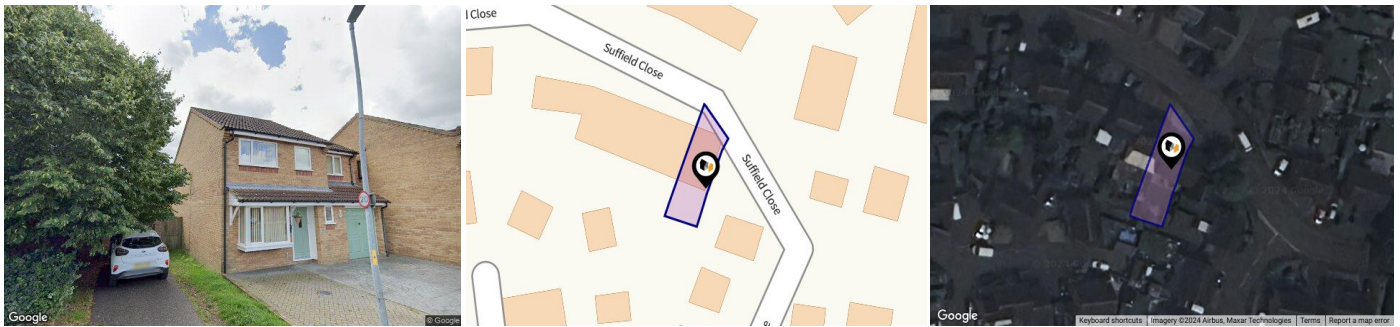 Google
© Google
d Close
Suffield Close
Suffield Close
Google
Keyboard shortcuts
Imagery ©2024 Airbus, Maxar Technologies
Terms
Report a map error